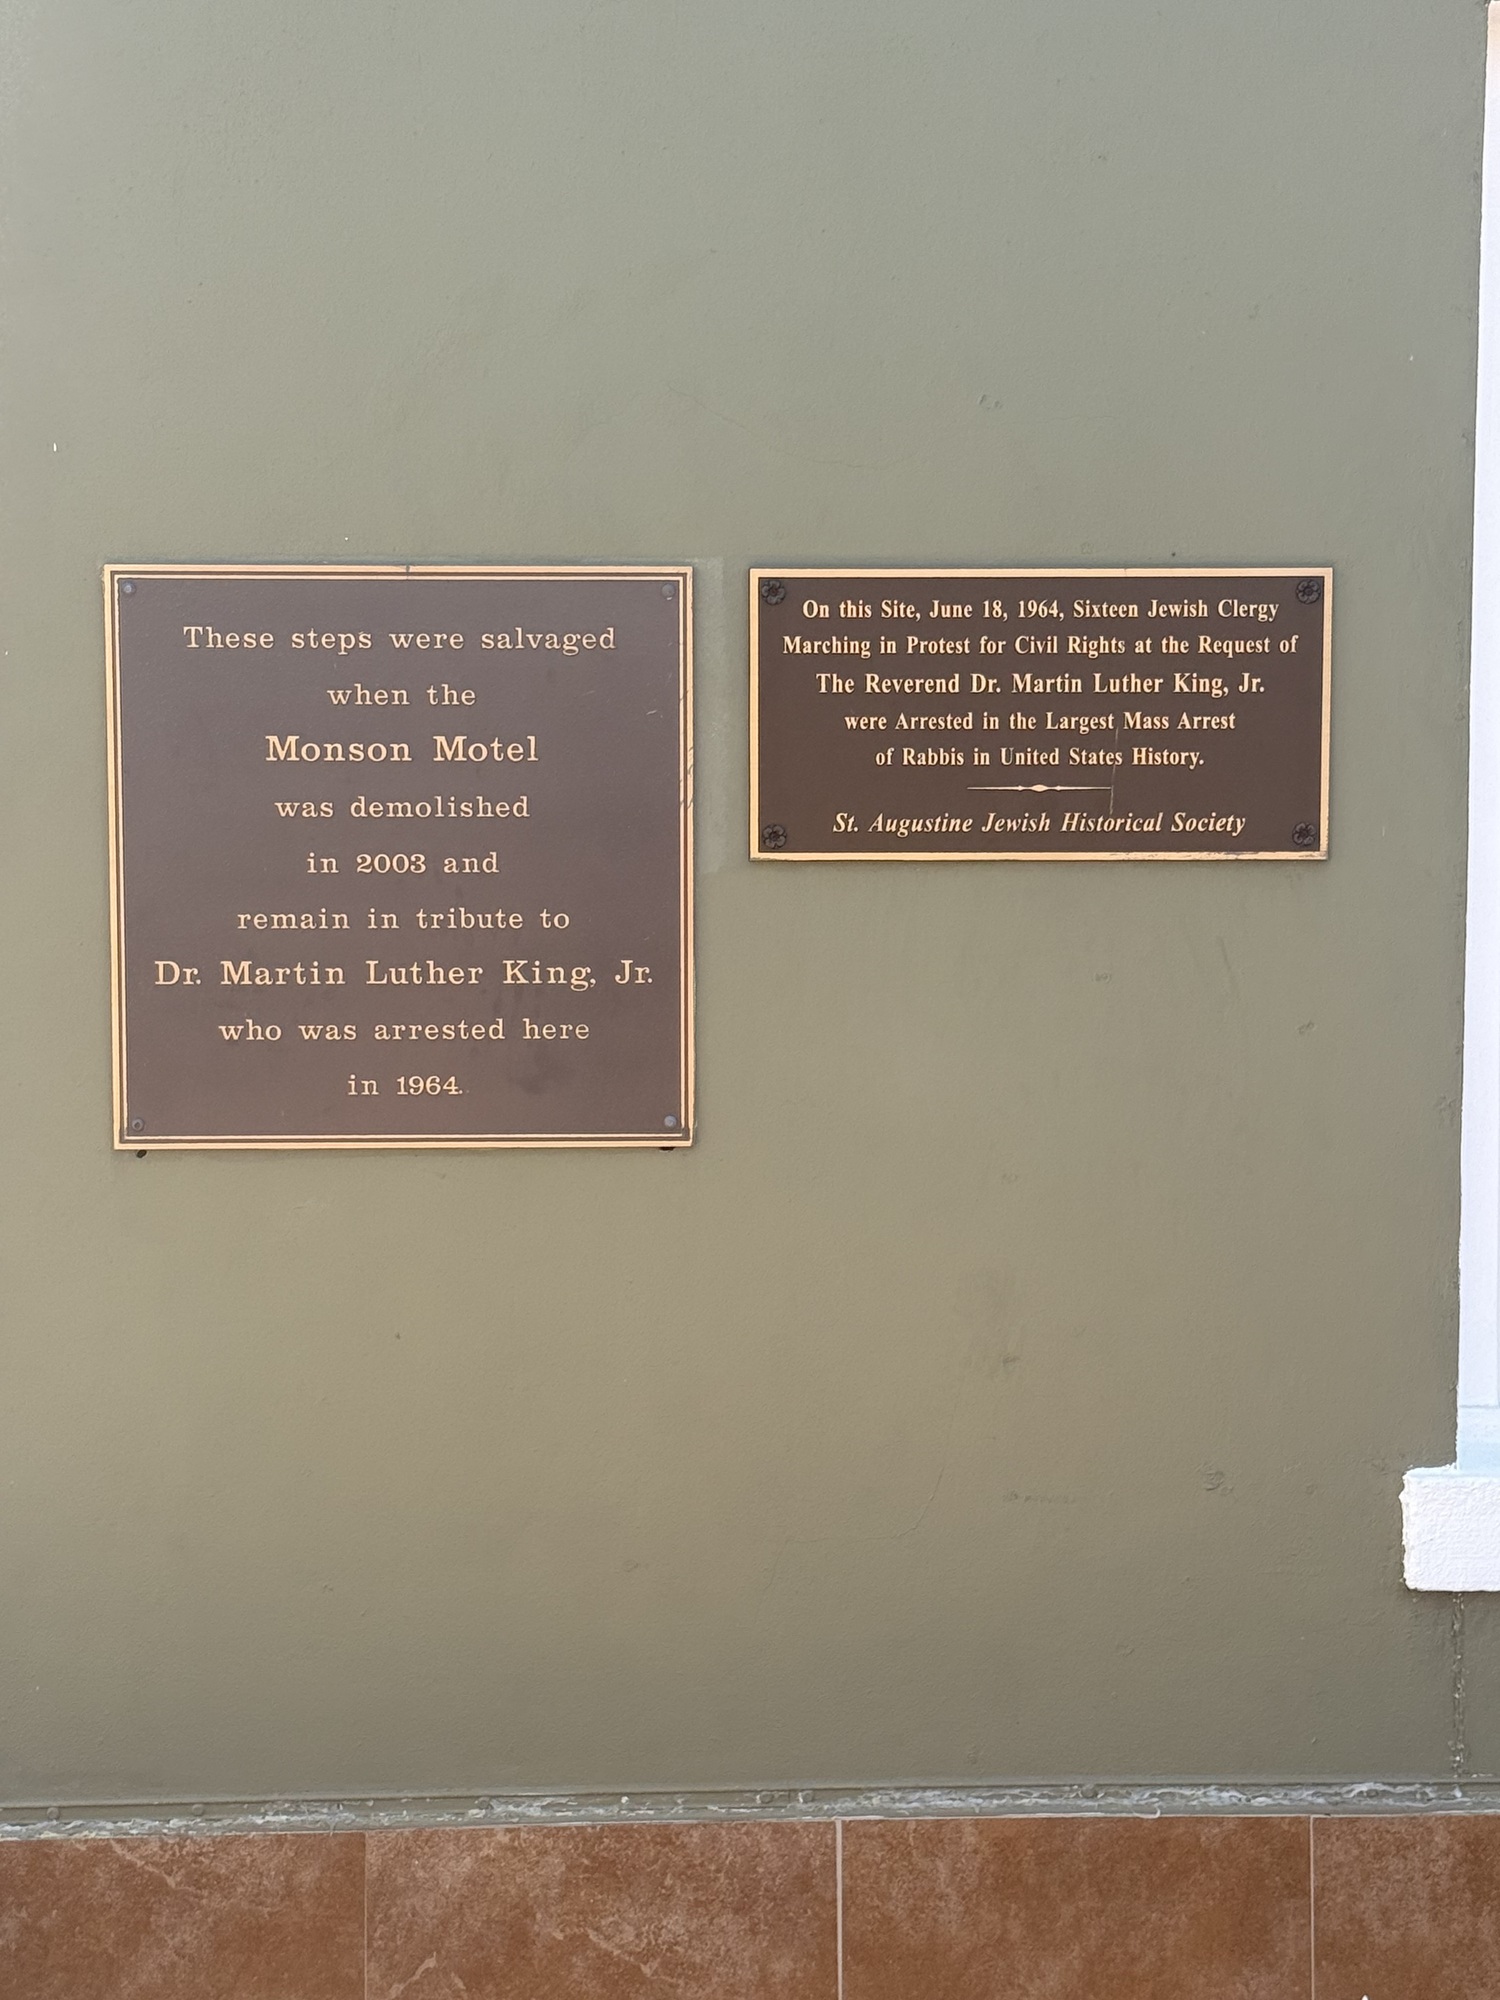 These steps were salvaged
when the
Monson Motel
was demolished
in 2003 and
remain in tribute to
Dr. Martin Luther King, Jr.
who was arrested here
in 1964.
On this Site, June 18, 1964, Sixteen Jewish Clergy
Marching in Protest for Civil Rights at the Request of
The Reverend Dr. Martin Luther King, Jr.
were Arrested in the Largest Mass Arrest
of Rabbis in United States History.
St. Augustine Jewish Historical Society